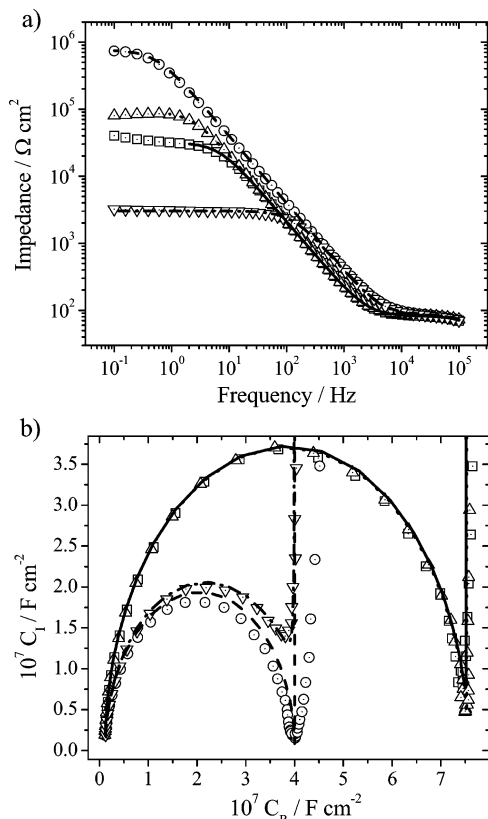 a)
10^6
10^5
10^4
10^3
10^2
Impedance / Ω cm^2
10^-1 10^0 10^1 10^2 10^3 10^4 10^5
Frequency / Hz
b)
3.5
3.0
2.5
2.0
1.5
1.0
0.5
0.0
10^7 C_I / F cm^-2
0 1 2 3 4 5 6 7
10^7 C_R / F cm^-2